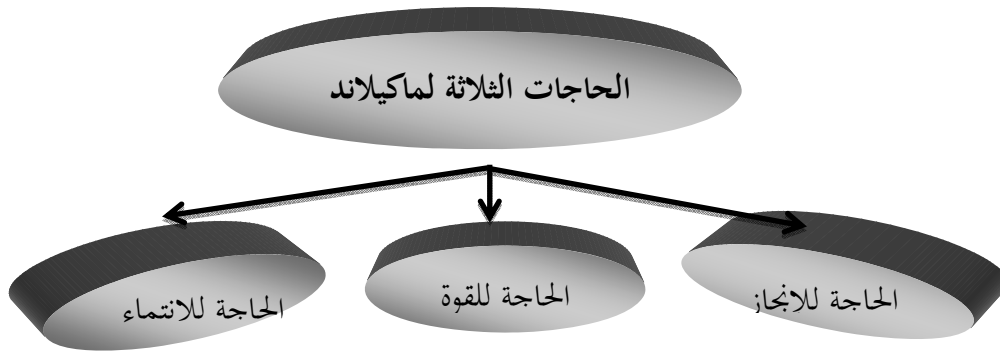 الحاجات الثلاثة لماكيلاند
الحاجة للانجاز
الحاجة للقوة
الحاجة للانتماء